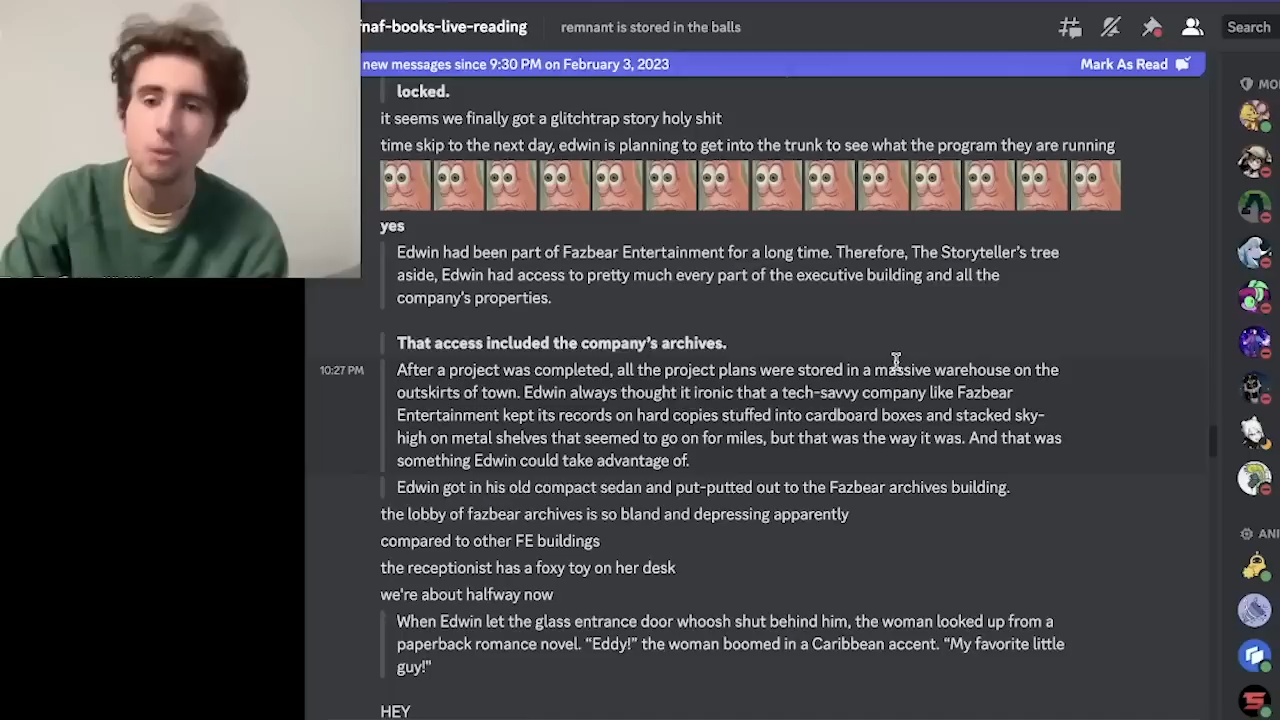 fnaf-books-live-reading
remnant is stored in the balls
Search
new messages since 9:30 PM on February 3, 2023
Mark As Read
locked.
it seems we finally got a glitchtrap story holy shit
time skip to the next day, edwin is planning to get into the trunk to see what the program they are running
yes
Edwin had been part of Fazbear Entertainment for a long time. Therefore, The Storyteller's tree
aside, Edwin had access to pretty much every part of the executive building and all the
company's properties.
That access included the company's archives.
10:27 PM
After a project was completed, all the project plans were stored in a massive warehouse on the
outskirts of town. Edwin always thought it ironic that a tech-savvy company like Fazbear
Entertainment kept its records on hard copies stuffed into cardboard boxes and stacked sky-
high on metal shelves that seemed to go on for miles, but that was the way it was. And that was
something Edwin could take advantage of.
Edwin got in his old compact sedan and put-putted out to the Fazbear archives building.
the lobby of fazbear archives is so bland and depressing apparently
compared to other FE buildings
the receptionist has a foxy toy on her desk
we're about halfway now
When Edwin let the glass entrance door whoosh shut behind him, the woman looked up from a
paperback romance novel. “Eddy!” the woman boomed in a Caribbean accent. “My favorite little
guy!”
HEY
MO
ANI